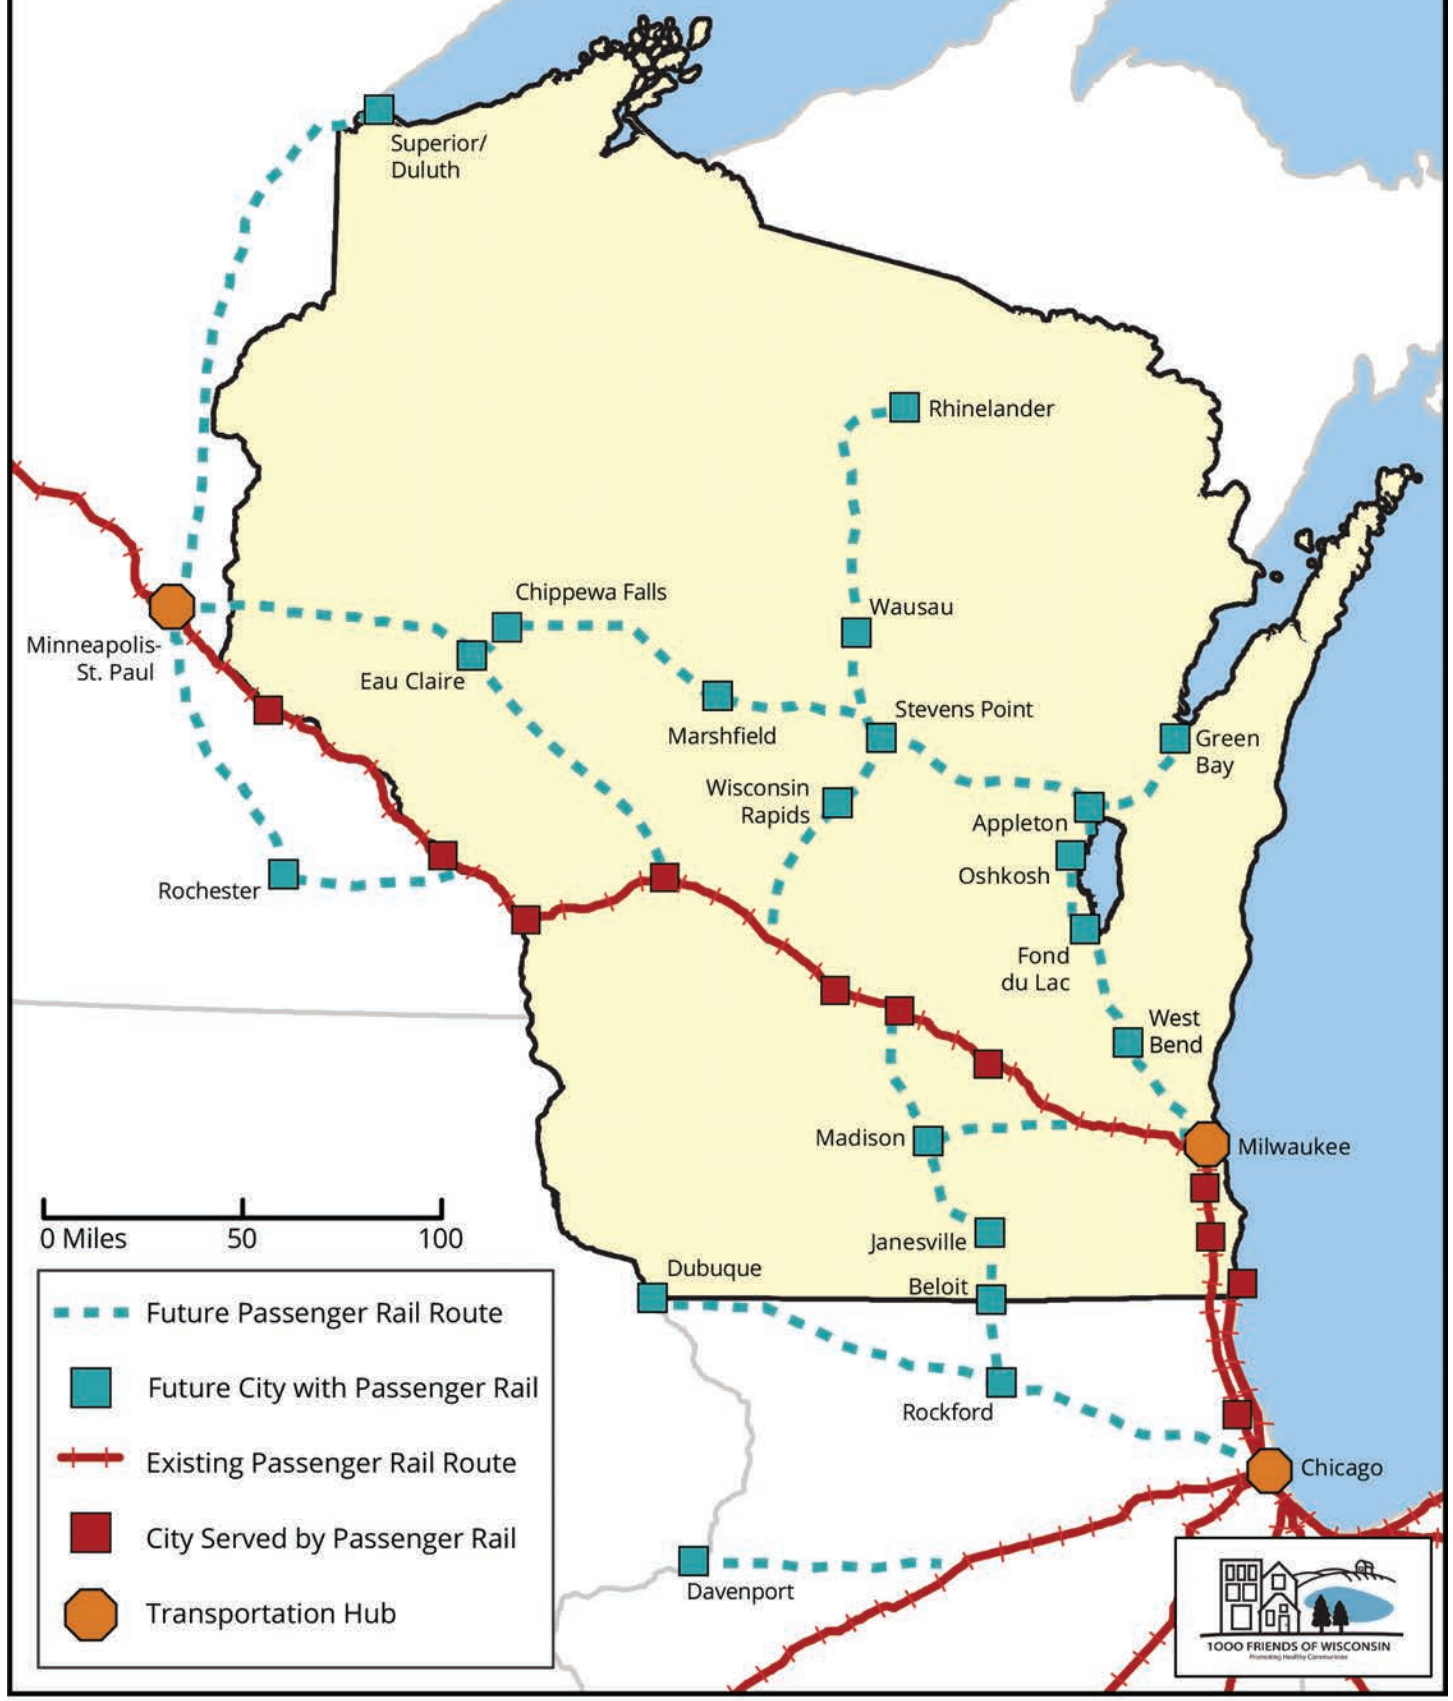 Superior/
Duluth
Rhinelander
Chippewa Falls
Wausau
Minneapolis-
St. Paul
Eau Claire
Stevens Point
Marshfield
Green
Bay
Wisconsin
Rapids
Appleton
Oshkosh
Rochester
Fond
du Lac
West
Bend
Madison
Milwaukee
0 Miles 50 100
Janesville
Dubuque
Beloit
Future Passenger Rail Route
Future City with Passenger Rail
Rockford
Existing Passenger Rail Route
Chicago
City Served by Passenger Rail
Davenport
Transportation Hub
1000 FRIENDS OF WISCONSIN
Promoting Healthy Communities